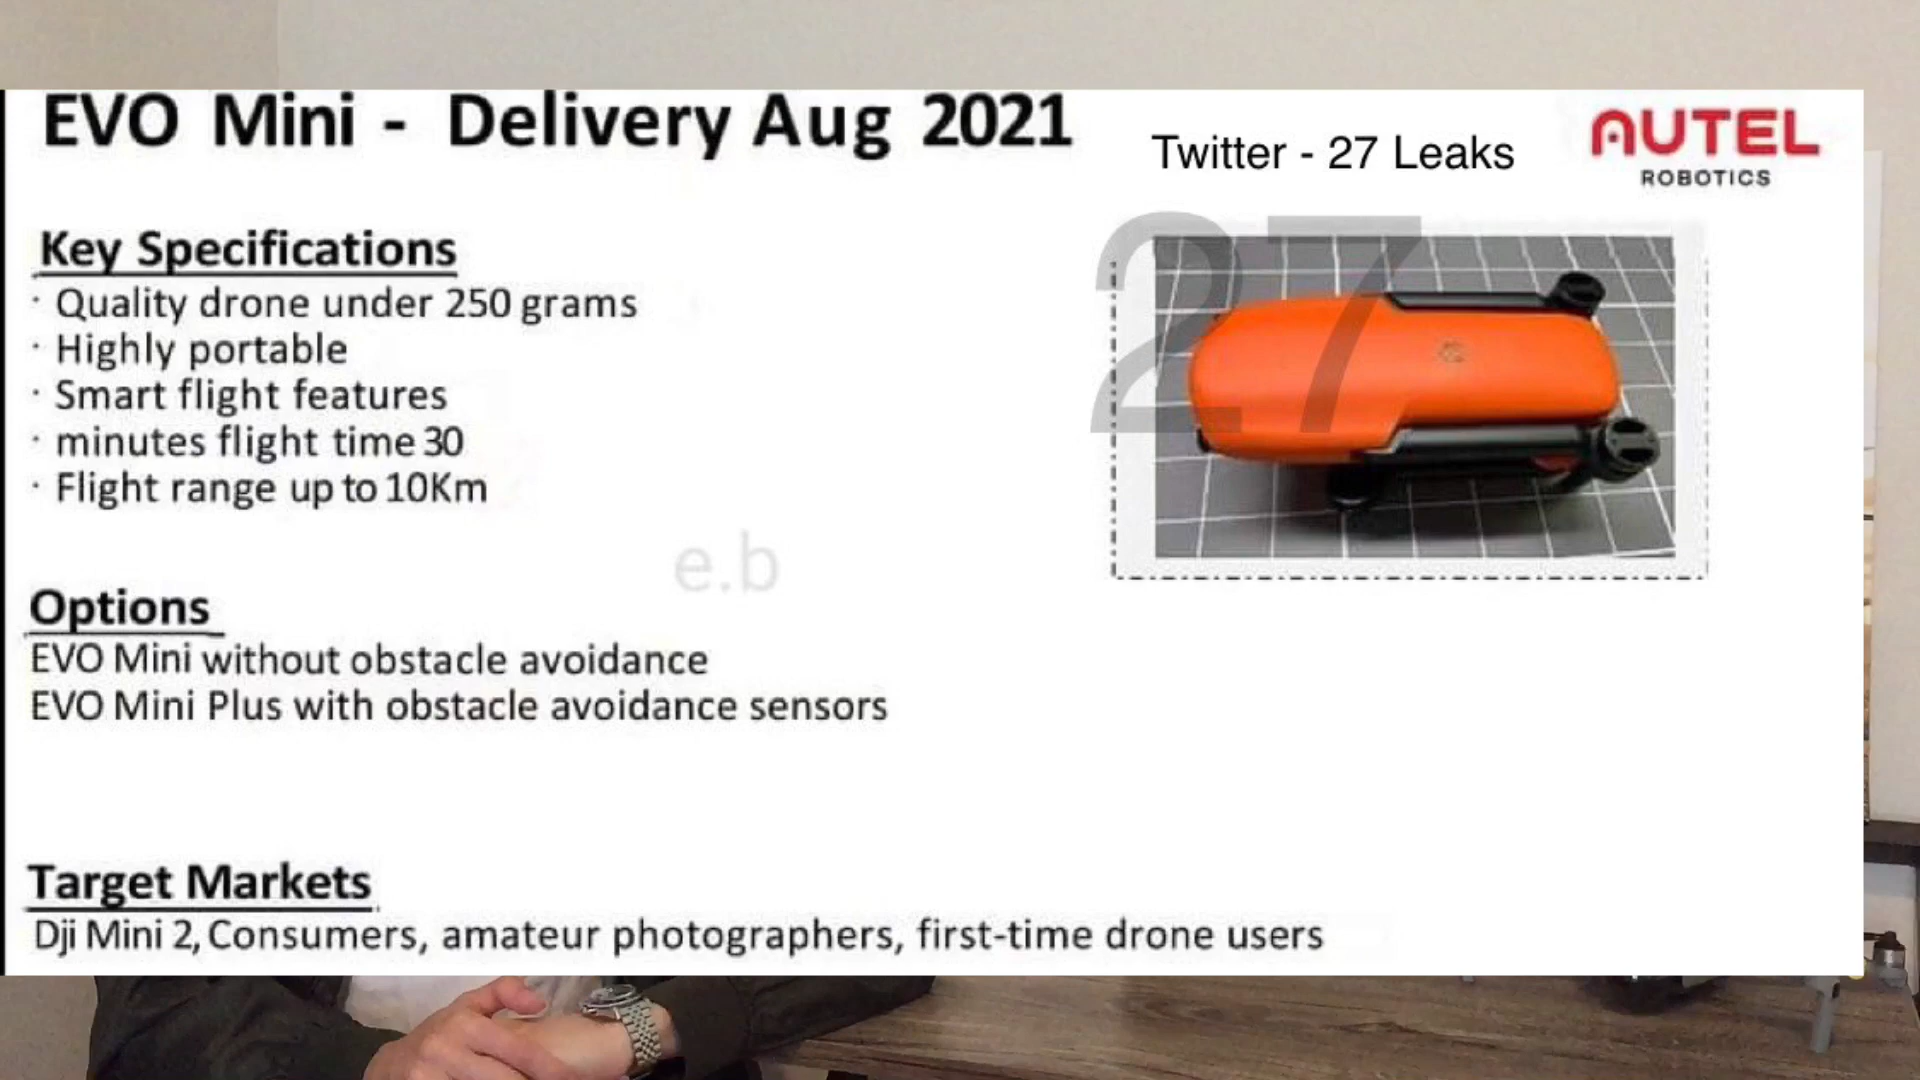 EVO Mini - Delivery Aug 2021
Twitter - 27 Leaks
AUTEL
ROBOTICS
27
Key Specifications
· Quality drone under 250 grams
· Highly portable
· Smart flight features
· minutes flight time 30
· Flight range up to 10Km
e.b
Options
EVO Mini without obstacle avoidance
EVO Mini Plus with obstacle avoidance sensors
Target Markets
Dji Mini 2, Consumers, amateur photographers, first-time drone users